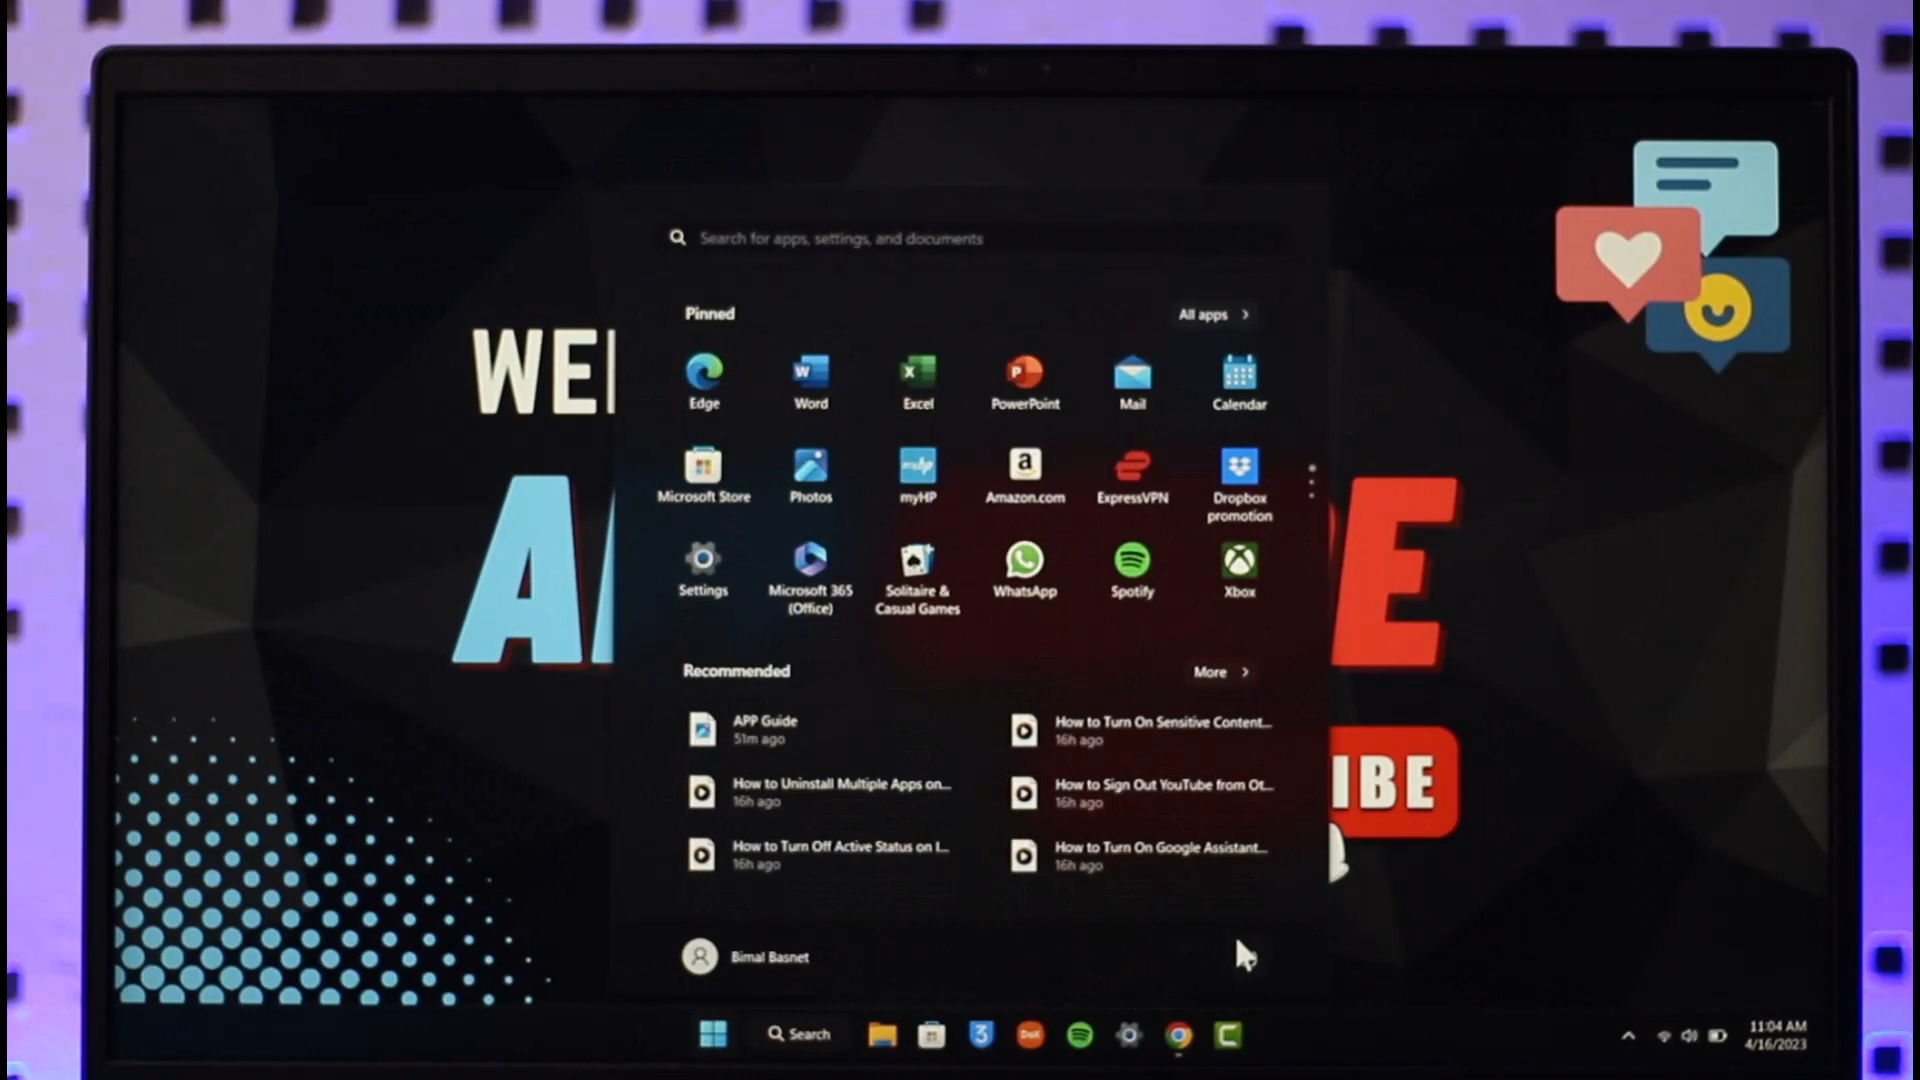 Search for apps, settings, and documents
Pinned
All apps
WE
Edge
Word
Excel
PowerPoint
Mail
Calendar
Microsoft Store
Photos
myHP
Amazon.com
ExpressVPN
Dropbox
promotion
A
E
Settings
Microsoft 365
(Office)
Solitaire &
Casual Games
WhatsApp
Spotify
Xbox
Recommended
More
APP Guide
51m ago
How to Turn On Sensitive Content...
16h ago
How to Uninstall Multiple Apps on...
16h ago
How to Sign Out YouTube from Ot...
16h ago
IBE
How to Turn Off Active Status on I...
16h ago
How to Turn On Google Assistant...
16h ago
Bimal Basnet
Search
11:04 AM
4/16/2023